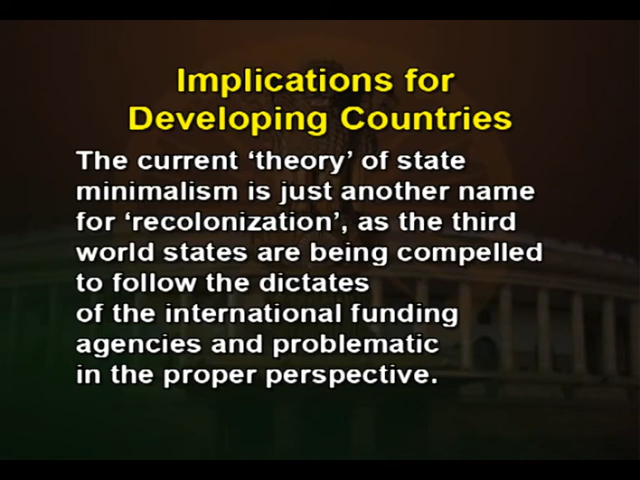 Implications for
Developing Countries
The current ‘theory’ of state
minimalism is just another name
for ‘recolonization’, as the third
world states are being compelled
to follow the dictates
of the international funding
agencies and problematic
in the proper perspective.